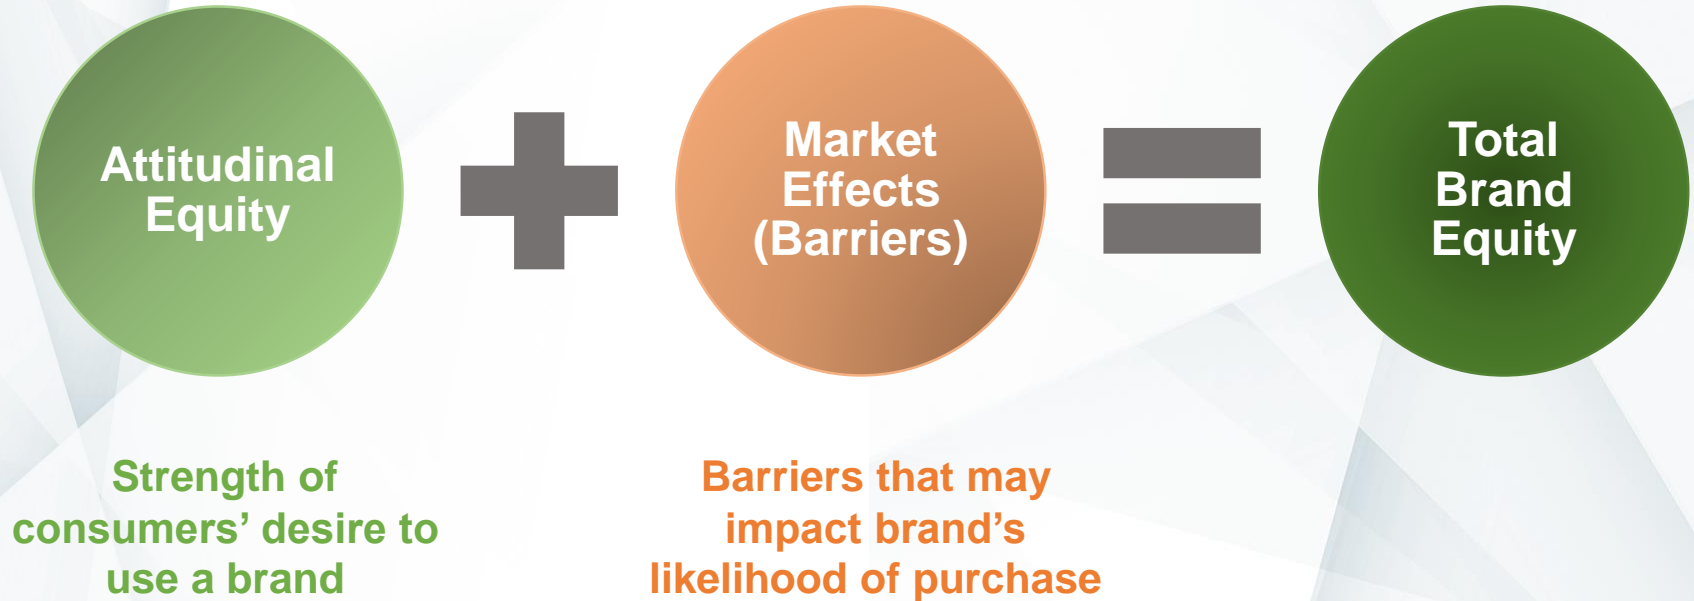 Attitudinal
Equity
Market
Effects
(Barriers)
Total
Brand
Equity
Strength of
consumers’ desire to
use a brand
Barriers that may
impact brand’s
likelihood of purchase